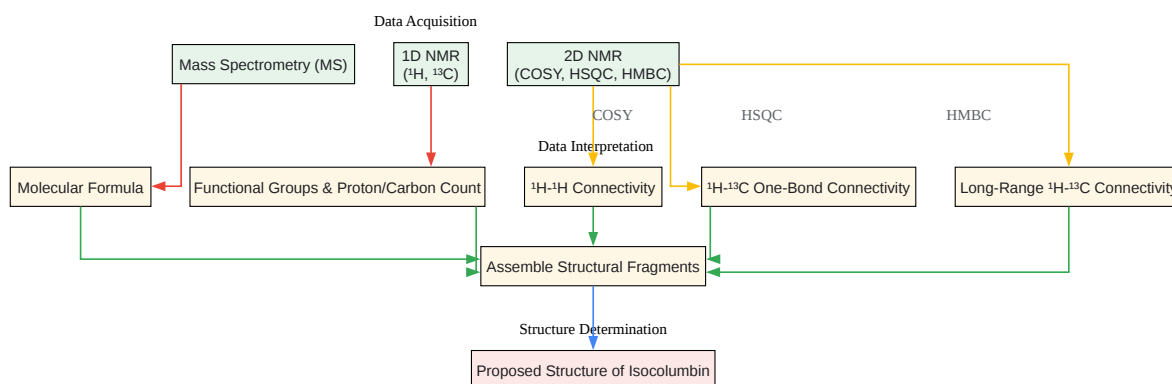 Data Acquisition
Mass Spectrometry (MS)
1D NMR
(¹H, ¹³C)
2D NMR
(COSY, HSQC, HMBC)
COSY
HSQC
HMBC
Data Interpretation
Molecular Formula
Functional Groups & Proton/Carbon Count
¹H-¹H Connectivity
¹H-¹³C One-Bond Connectivity
Long-Range ¹H-¹³C Connectivity
Assemble Structural Fragments
Structure Determination
Proposed Structure of Isocolumbin